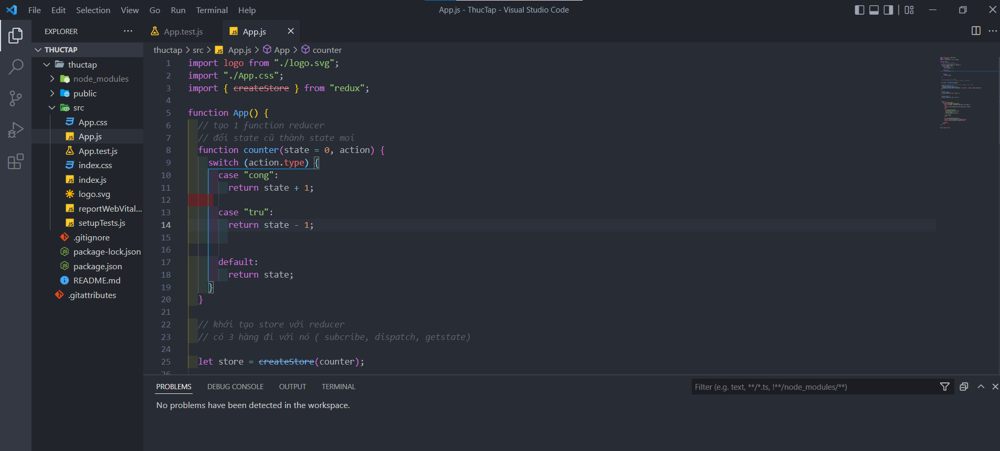 File Edit Selection View Go Run Terminal Help
App.js - ThucTap - Visual Studio Code
EXPLORER
App.test.js
App.js
THUCTAP
thuctap
node_modules
public
src
App.css
App.js
App.test.js
index.css
index.js
logo.svg
reportWebVital...
setupTests.js
.gitignore
package-lock.json
package.json
README.md
.gitattributes
thuctap > src > App.js > App > counter
1 import logo from "./logo.svg";
2 import "./App.css";
3 import { createStore } from "redux";
4
5 function App() {
6 // tạo 1 function reducer
7 // đổi state cũ thành state moi
8 function counter(state = 0, action) {
9 switch (action.type) {
10 case "cong":
11 return state + 1;
12
13 case "tru":
14 return state - 1;
15
16
17 default:
18 return state;
19 }
20 }
21
22 // khởi tạo store với reducer
23 // có 3 hàng đi với nó ( subcribe, dispatch, getstate)
24
25 let store = createStore(counter);
26
PROBLEMS DEBUG CONSOLE OUTPUT TERMINAL
Filter (e.g. text, **/*.ts, !**/node_modules/**)
No problems have been detected in the workspace.